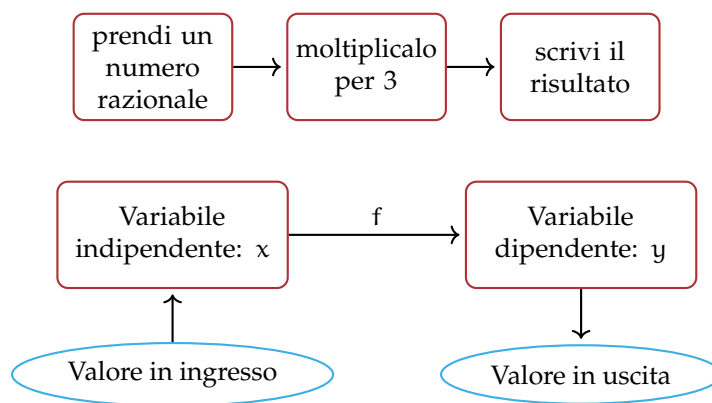 prendi un
numero
razionale
moltiplicalo
per 3
scrivi il
risultato
Variabile
indipendente: x
f
Variabile
dipendente: y
Valore in ingresso
Valore in uscita